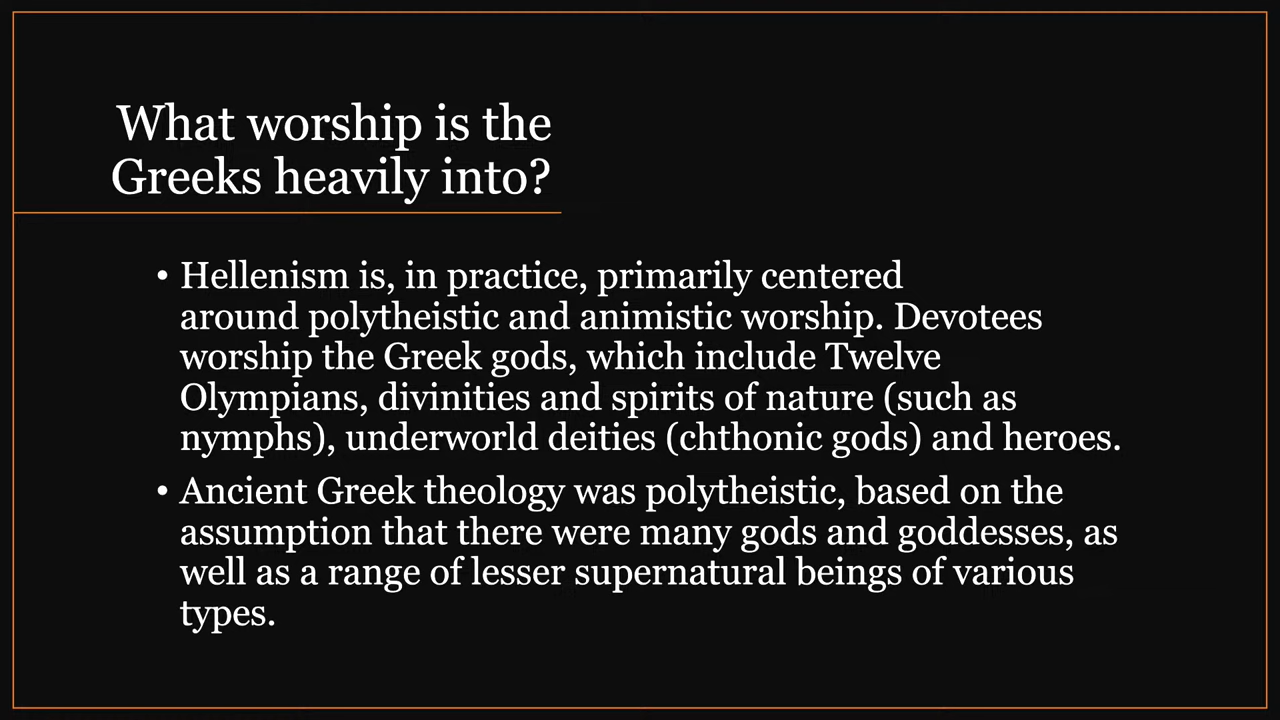 What worship is the
Greeks heavily into?
• Hellenism is, in practice, primarily centered
around polytheistic and animistic worship. Devotees
worship the Greek gods, which include Twelve
Olympians, divinities and spirits of nature (such as
nymphs), underworld deities (chthonic gods) and heroes.
• Ancient Greek theology was polytheistic, based on the
assumption that there were many gods and goddesses, as
well as a range of lesser supernatural beings of various
types.